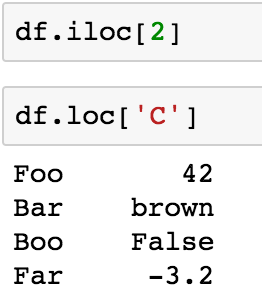 df.iloc[2]
df.loc['C']
Foo 42
Bar brown
Boo False
Far -3.2